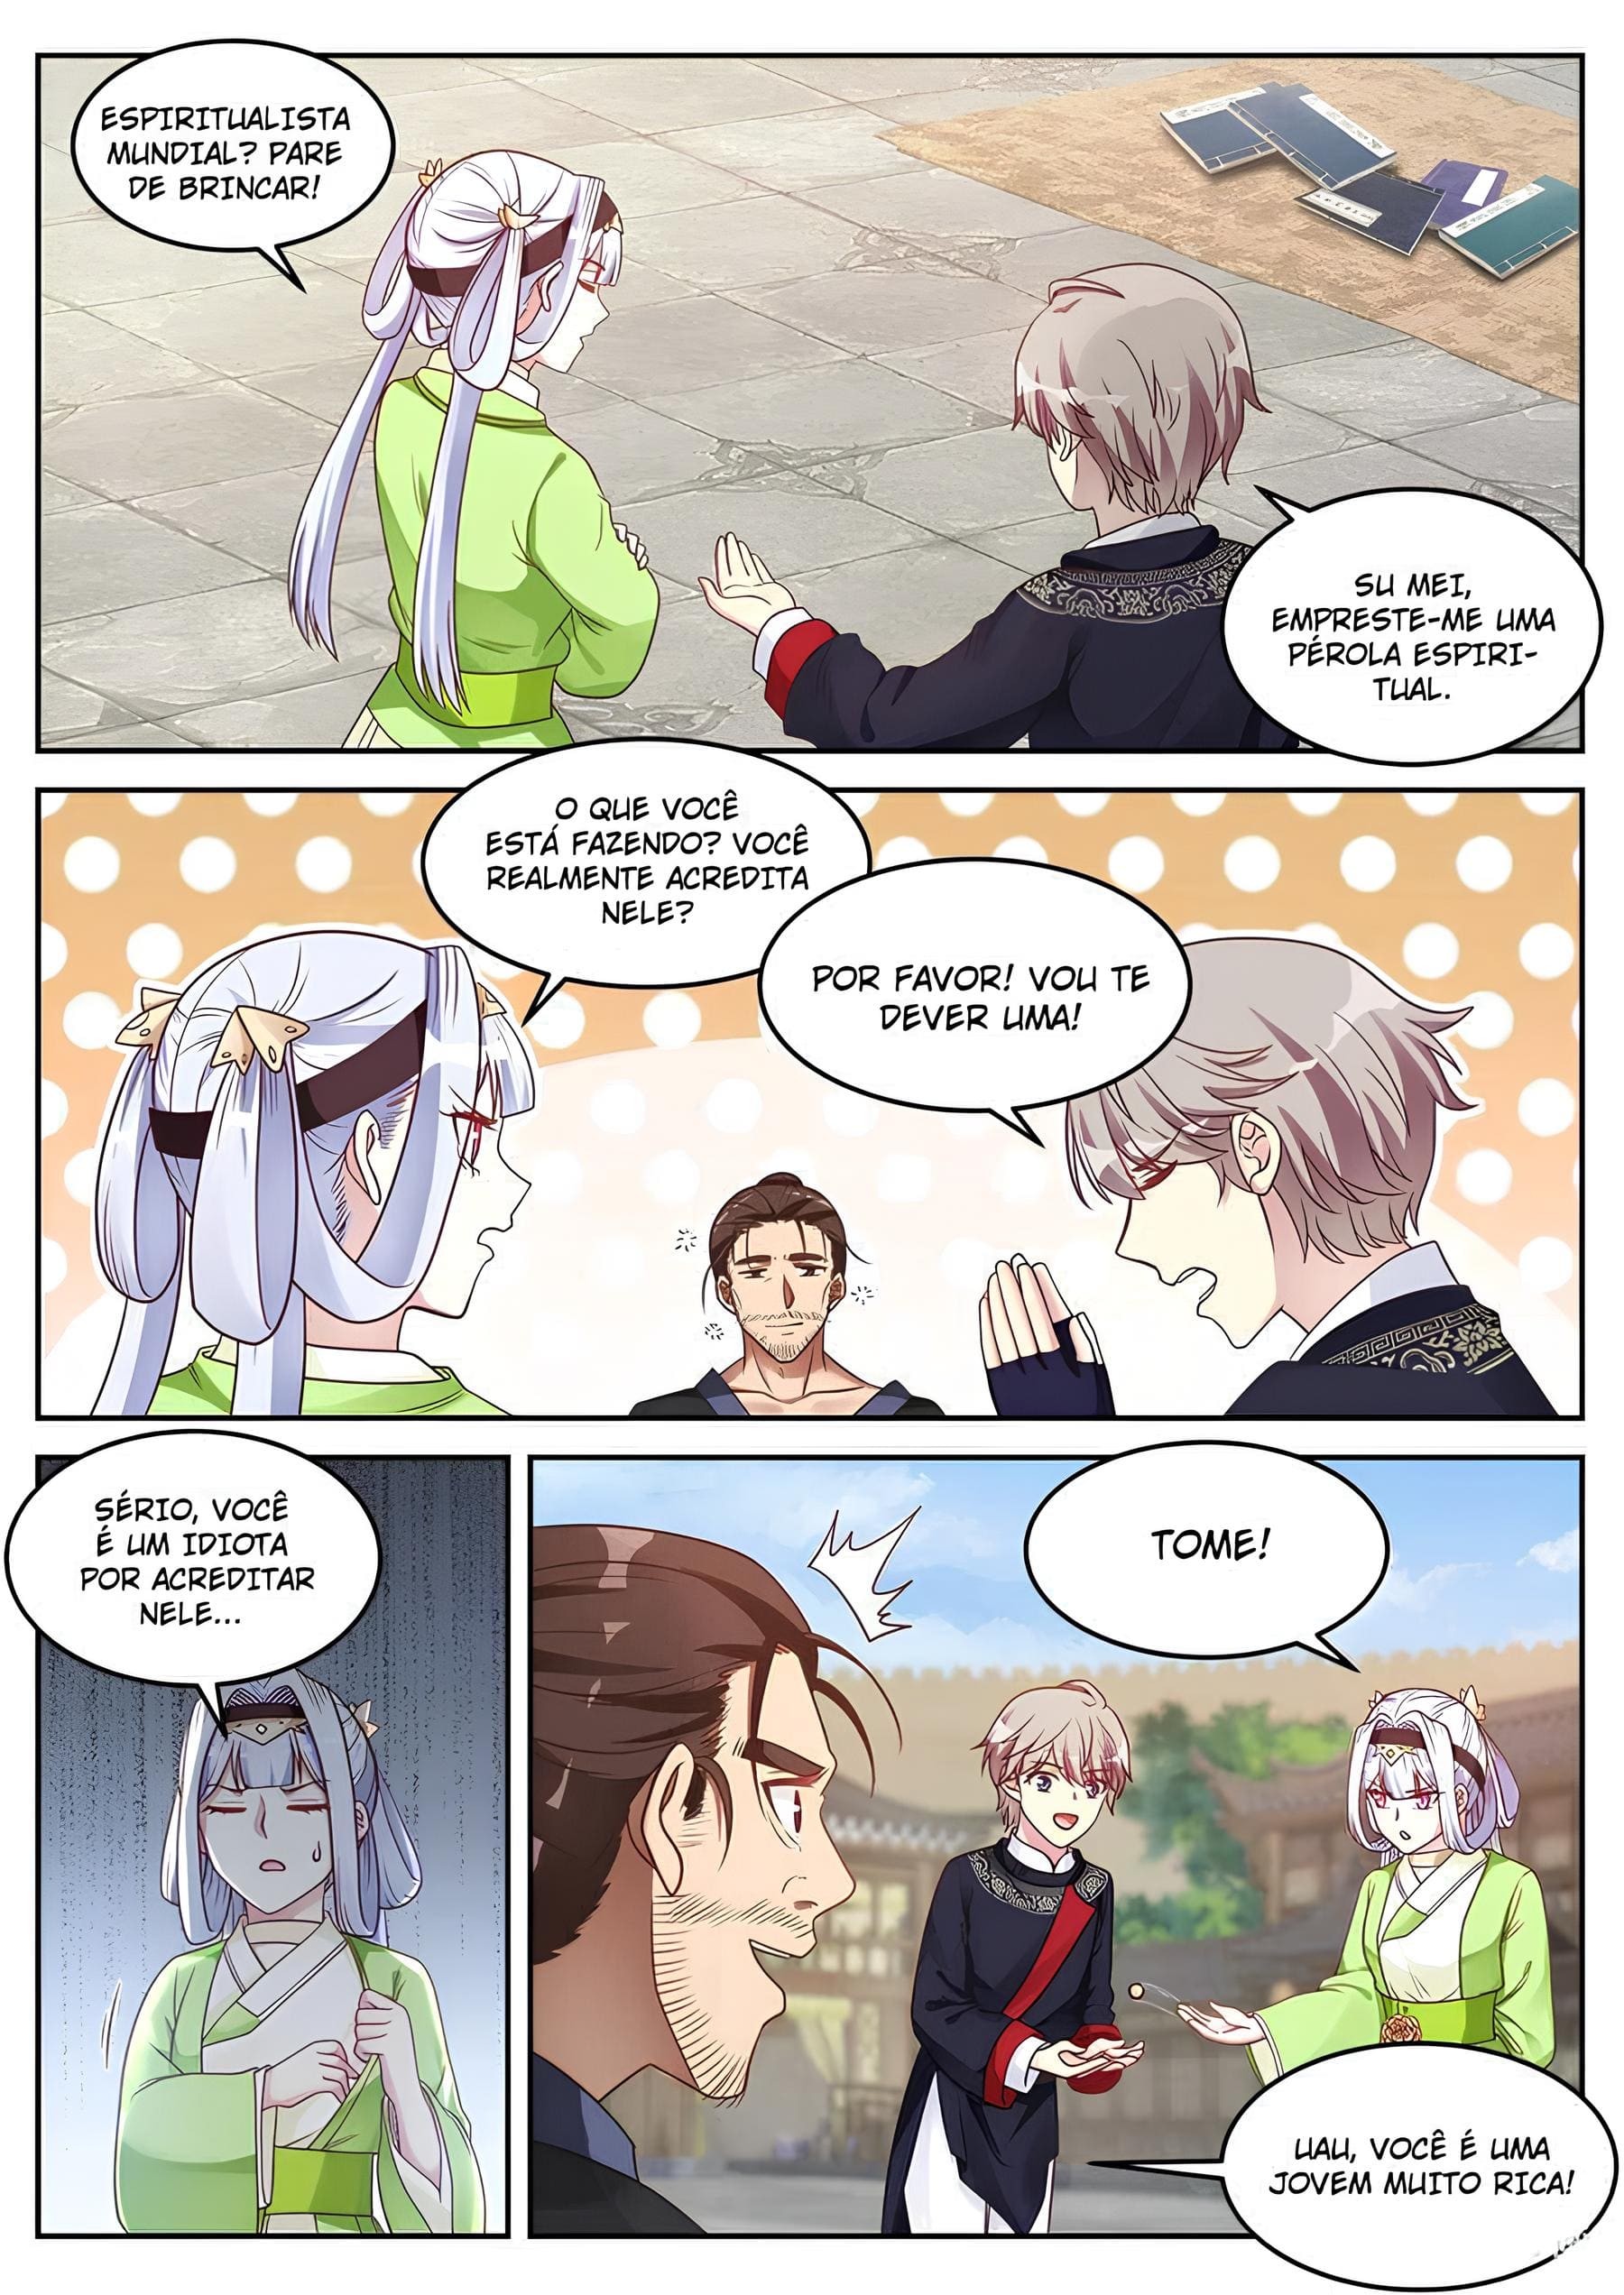 ESPIRITUALISTA
MUNDIAL? PARE
DE BRINCAR!
SU MEI,
EMPRESTE-ME UMA
PÉROLA ESPIRI-
TUAL.
O QUE VOCÊ
ESTÁ FAZENDO? VOCÊ
REALMENTE ACREDITA
NELE?
POR FAVOR! VOU TE
DEVER UMA!
SÉRIO, VOCÊ
É UM IDIOTA
POR ACREDITAR
NELE...
TOME!
UAU, VOCÊ É UMA
JOVEM MUITO RICA!